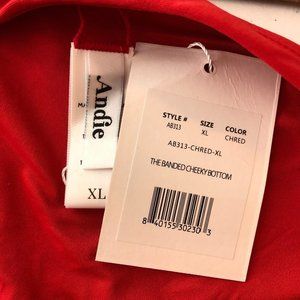 Andie
XL
STYLE # SIZE COLOR
AB313 XL CHRED
AB313-CHRED-XL
THE BANDED CHEEKY BOTTOM
8 40155 30230 3